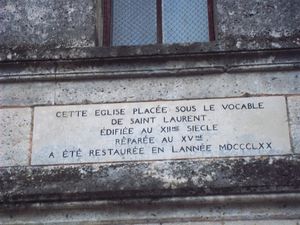 CETTE EGLISE PLACÉE SOUS LE VOCABLE
DE SAINT LAURENT.
ÉDIFIÉE AU XIIÈME SIECLE
RÉPARÉE AU XVME
A ÉTÉ RESTAURÉE EN LANNÉE MDCCCLXX